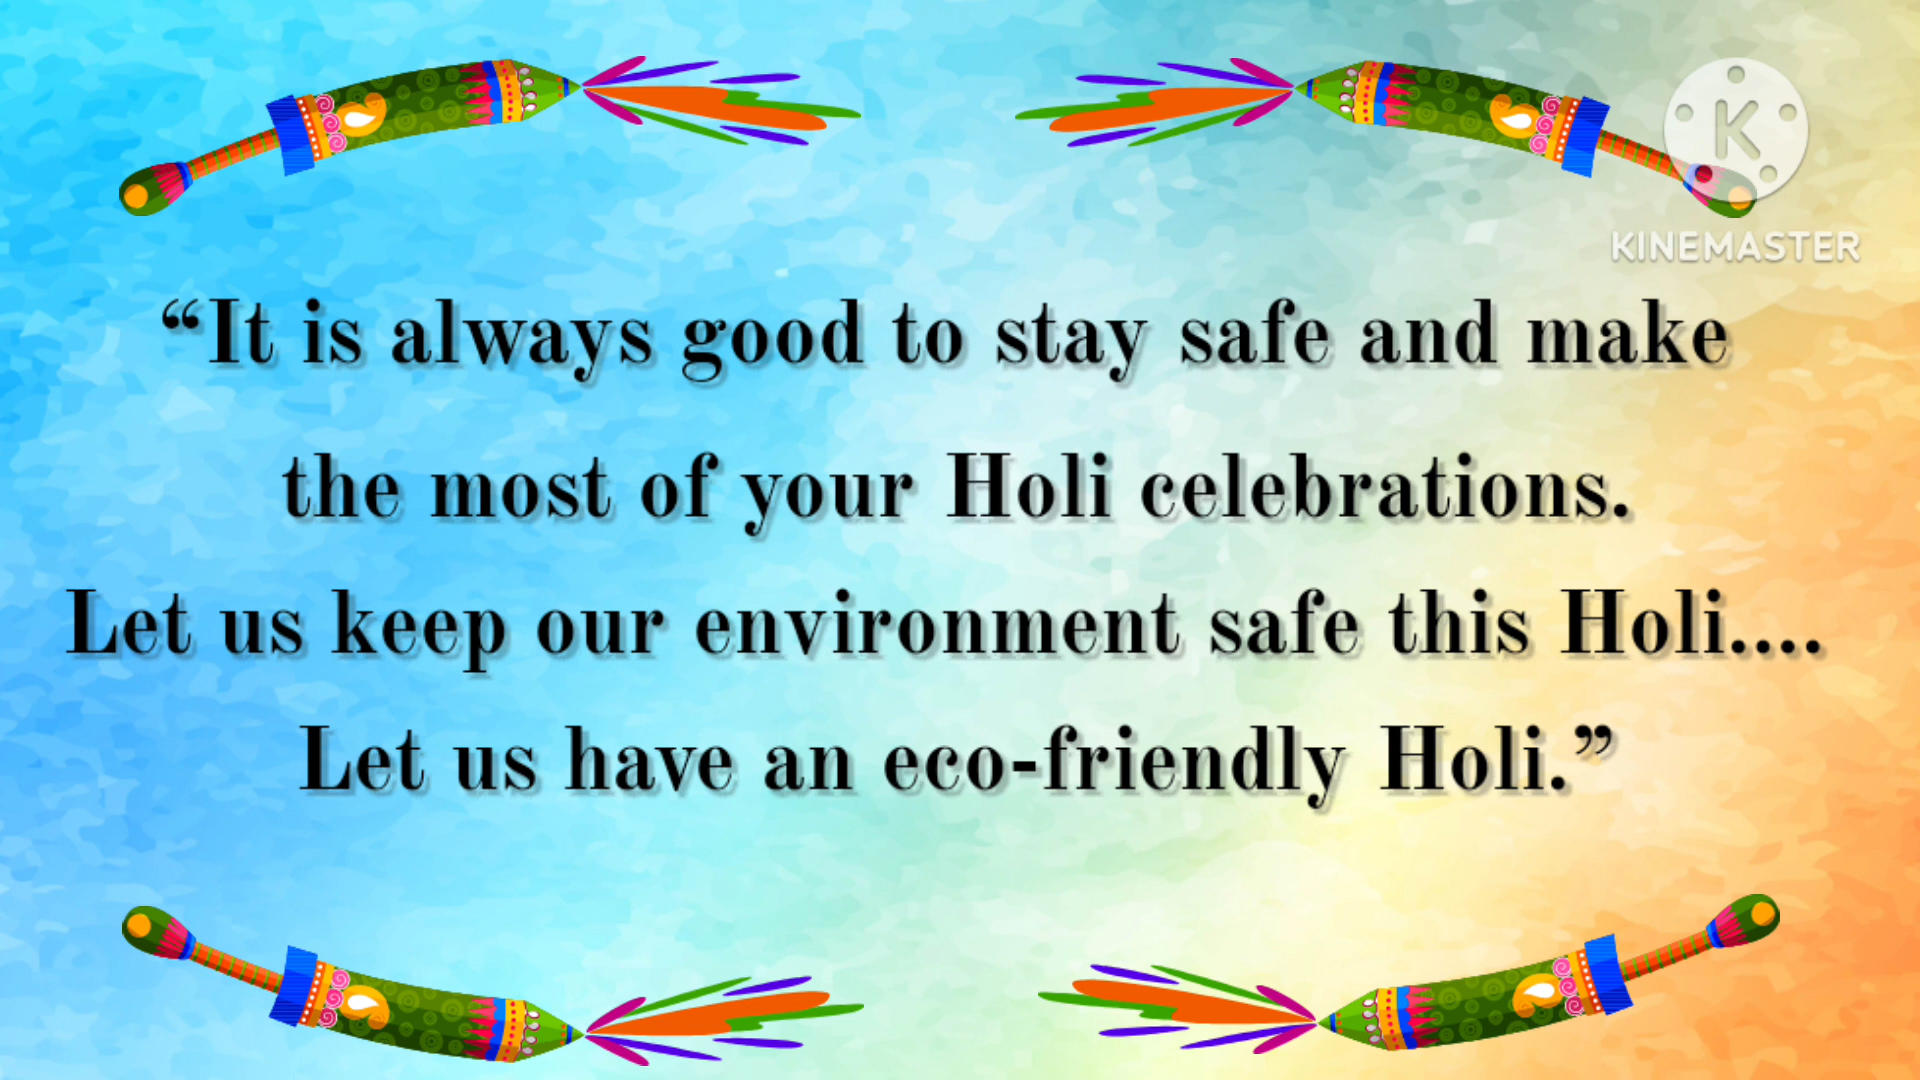 K
KINEMASTER
“It is always good to stay safe and make
the most of your Holi celebrations.
Let us keep our environment safe this Holi....
Let us have an eco-friendly Holi.”